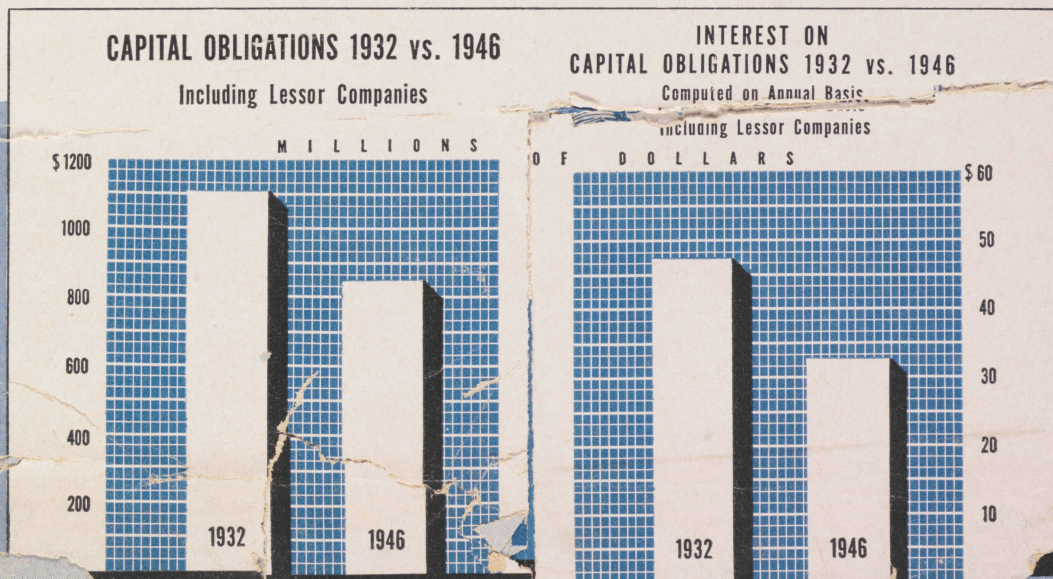 CAPITAL OBLIGATIONS 1932 vs. 1946
Including Lessor Companies
INTEREST ON
CAPITAL OBLIGATIONS 1932 vs. 1946
Computed on Annual Basis
Including Lessor Companies
MILLIONS OF DOLLARS
$1200
1000
800
600
400
200
1932
1946
$60
50
40
30
20
10
1932
1946